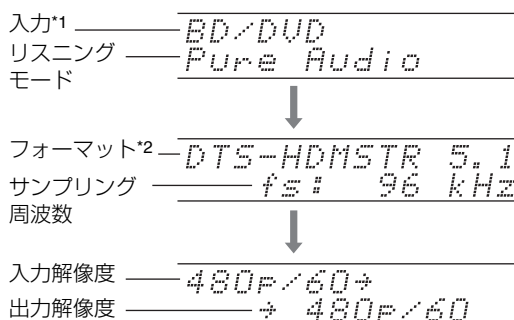 入力*1
BD/DVD
リスニング
モード
Pure Audio
フォーマット*2
DTS-HDMSTR 5.1
サンプリング
周波数
fs: 96 kHz
入力解像度
480p/60→
出力解像度
→ 480p/60